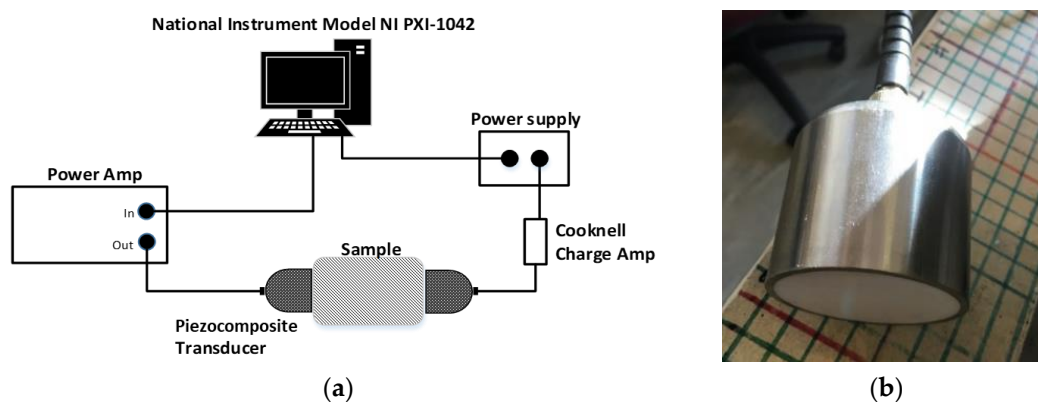 National Instrument Model NI PXI-1042
Power supply
Power Amp
In
Out
Sample
Cooknell
Charge Amp
Piezocomposite
Transducer
(a)
(b)